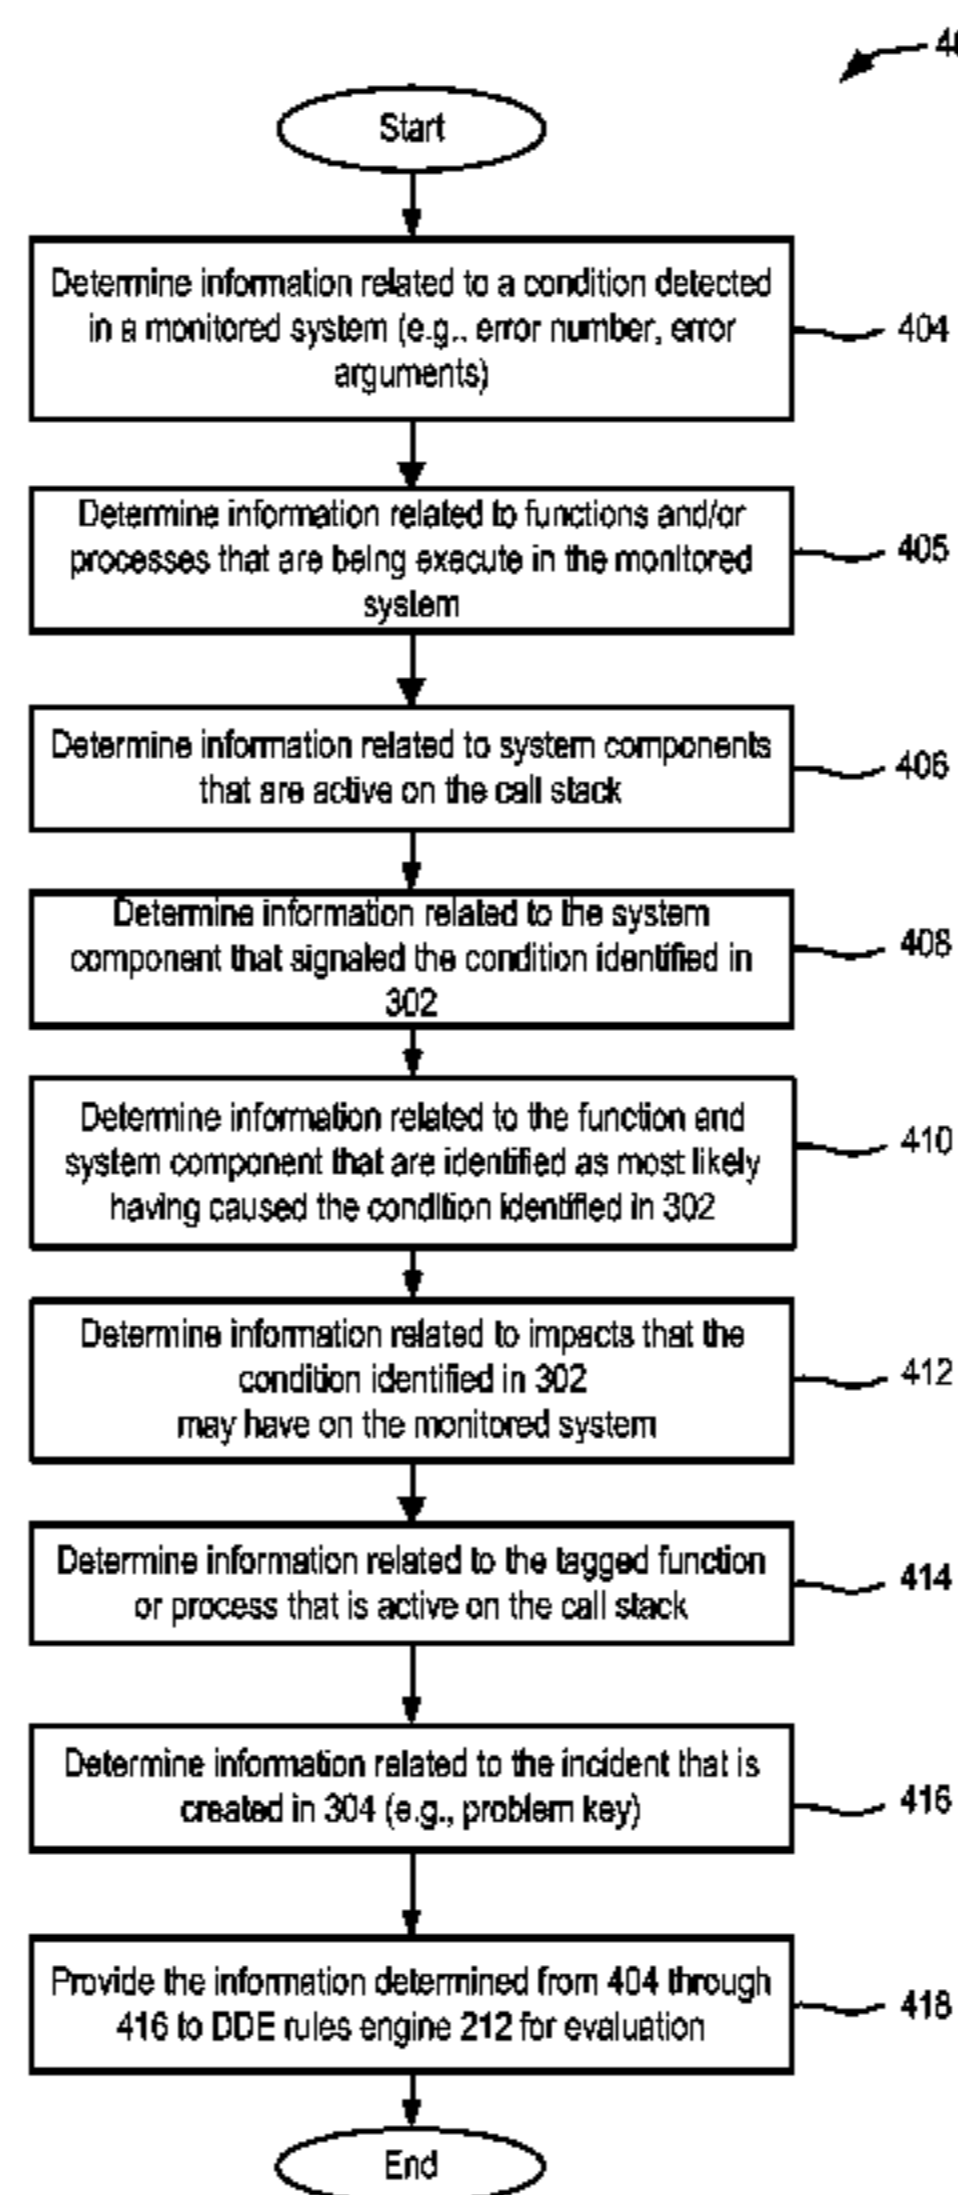 Start
Determine information related to a condition detected
in a monitored system (e.g., error number, error
arguments)
404
Determine information related to functions and/or
processes that are being execute in the monitored
system
405
Determine information related to system components
that are active on the call stack
406
Determine information related to the system
component that signaled the condition identified in
302
408
Determine information related to the function and
system component that are identified as most likely
having caused the condition identified in 302
410
Determine information related to impacts that the
condition identified in 302
may have on the monitored system
412
Determine information related to the tagged function
or process that is active on the call stack
414
Determine information related to the incident that is
created in 304 (e.g., problem key)
416
Provide the information determined from 404 through
416 to DDE rules engine 212 for evaluation
418
End